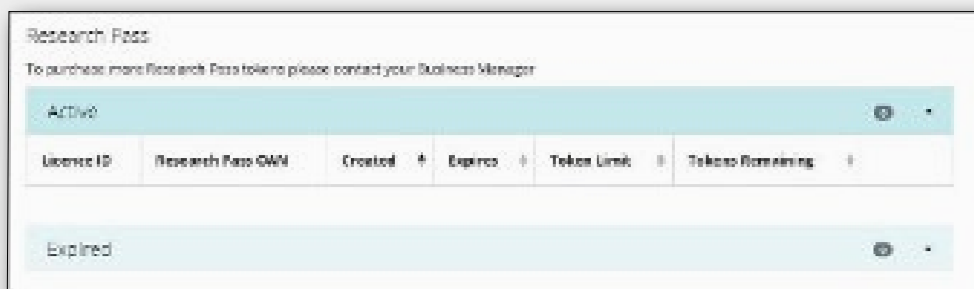 Research Pass
To purchase more Research Pass tokens please contact your Business Manager
Active
Licence ID Research Pass OAN Created Expires Token Limit Tokens Remaining
Expired